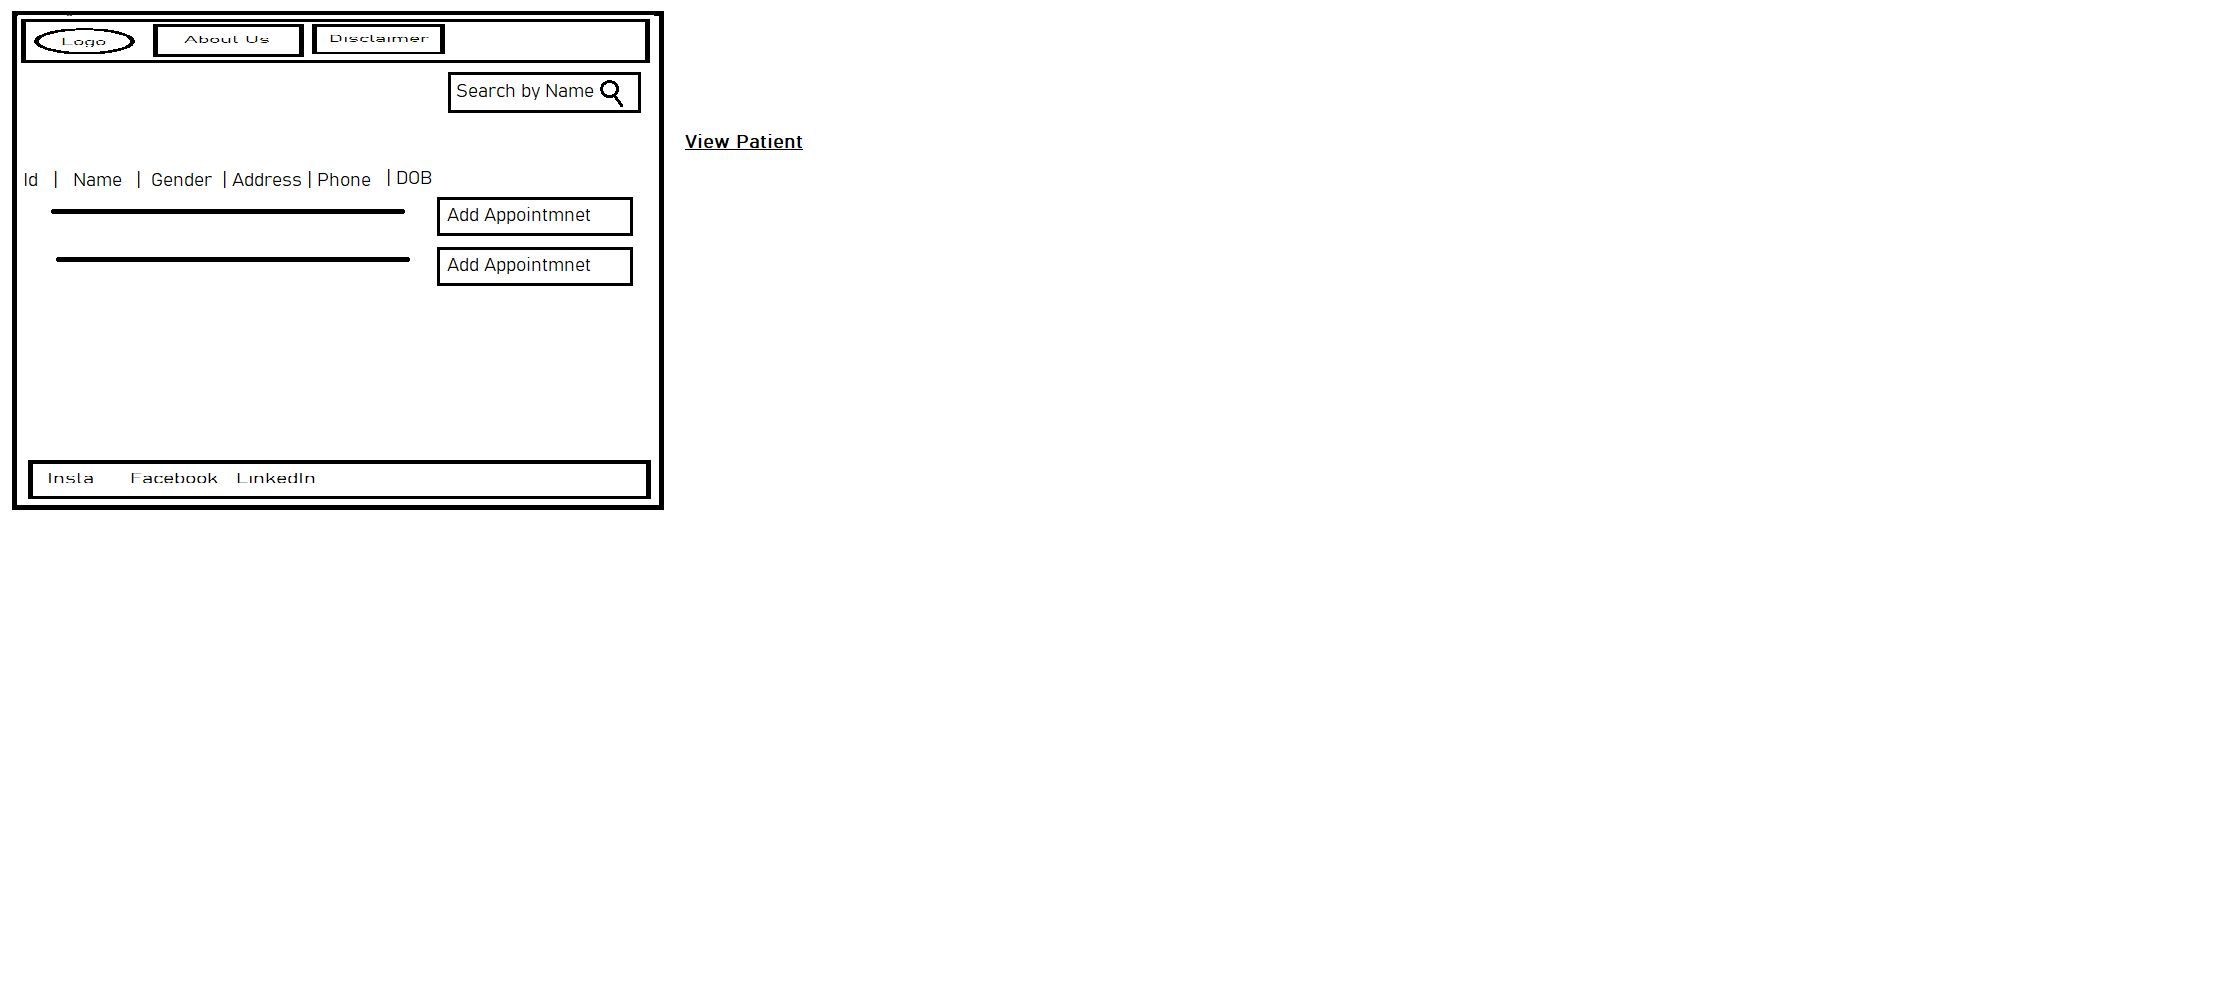 Logo About Us Disclaimer
Search by Name
View Patient
Id | Name | Gender | Address | Phone | DOB
Add Appointmnet
Add Appointmnet
Insta Facebook LinkedIn